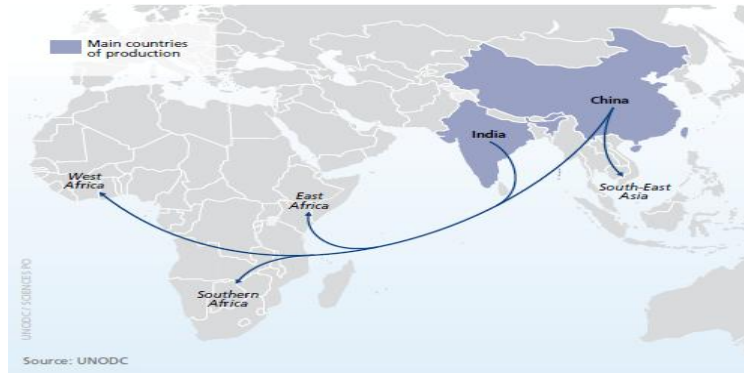 Main countries
of production
China
India
West
Africa
East
Africa
South-East
Asia
Southern
Africa
UNODC / SCIENCES PO
Source: UNODC